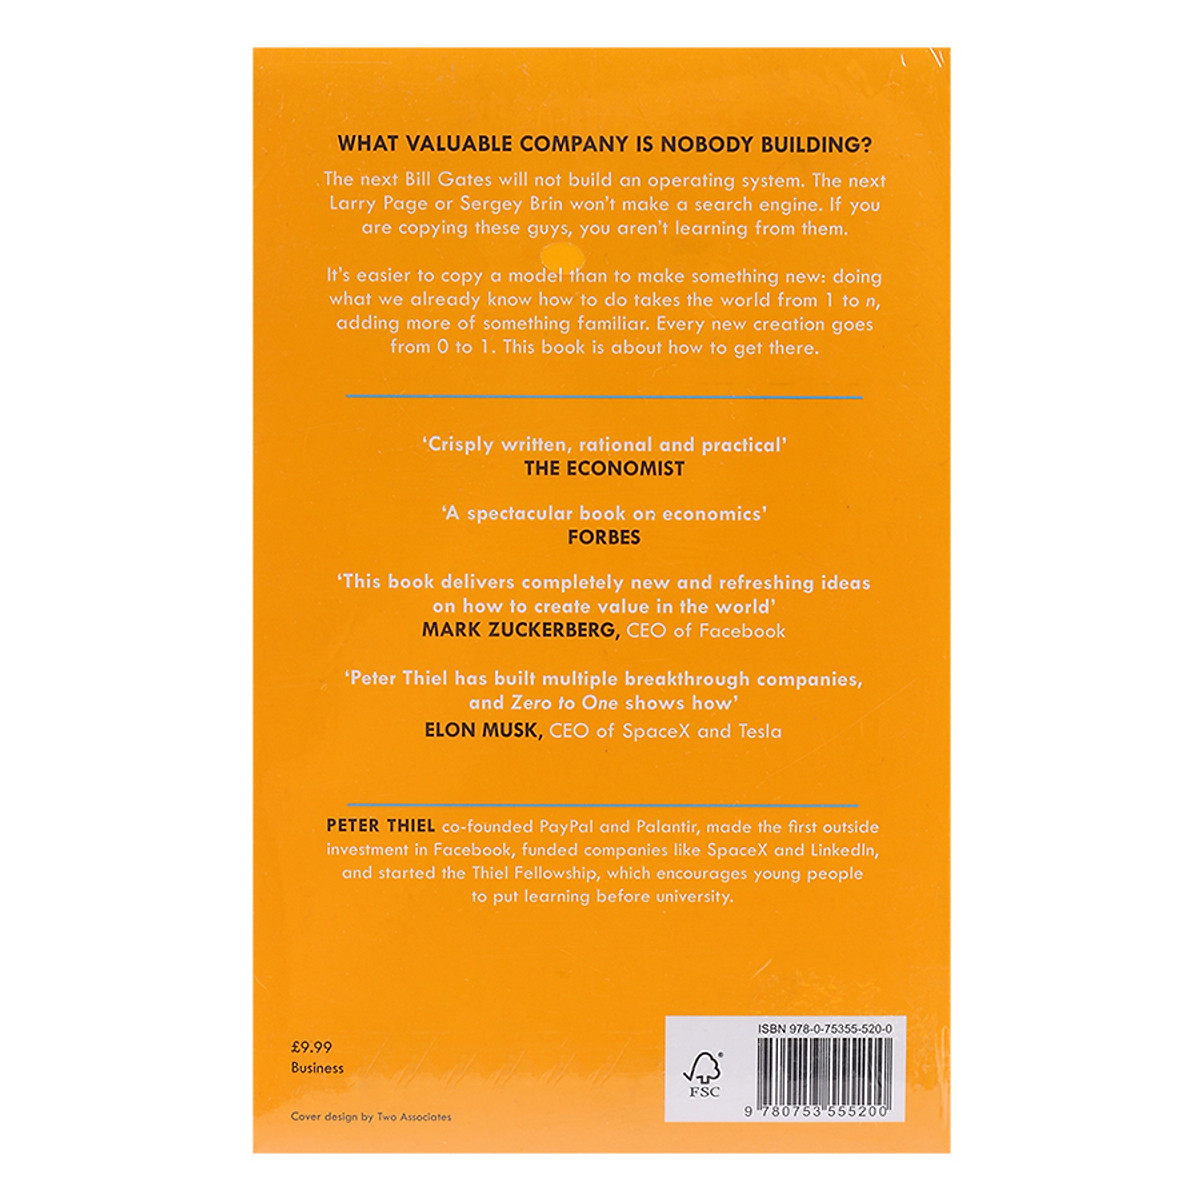 WHAT VALUABLE COMPANY IS NOBODY BUILDING?
The next Bill Gates will not build an operating system. The next
Larry Page or Sergey Brin won't make a search engine. If you
are copying these guys, you aren't learning from them.
It's easier to copy a model than to make something new: doing
what we already know how to do takes the world from 1 to n,
adding more of something familiar. Every new creation goes
from 0 to 1. This book is about how to get there.
'Crisply written, rational and practical'
THE ECONOMIST
'A spectacular book on economics'
FORBES
'This book delivers completely new and refreshing ideas
on how to create value in the world'
MARK ZUCKERBERG, CEO of Facebook
'Peter Thiel has built multiple breakthrough companies,
and Zero to One shows how'
ELON MUSK, CEO of SpaceX and Tesla
PETER THIEL co-founded PayPal and Palantir, made the first outside
investment in Facebook, funded companies like SpaceX and LinkedIn,
and started the Thiel Fellowship, which encourages young people
to put learning before university.
£9.99
Business
Cover design by Two Associates
ISBN 978-0-75355-520-0
® FSC
9 780753 555200